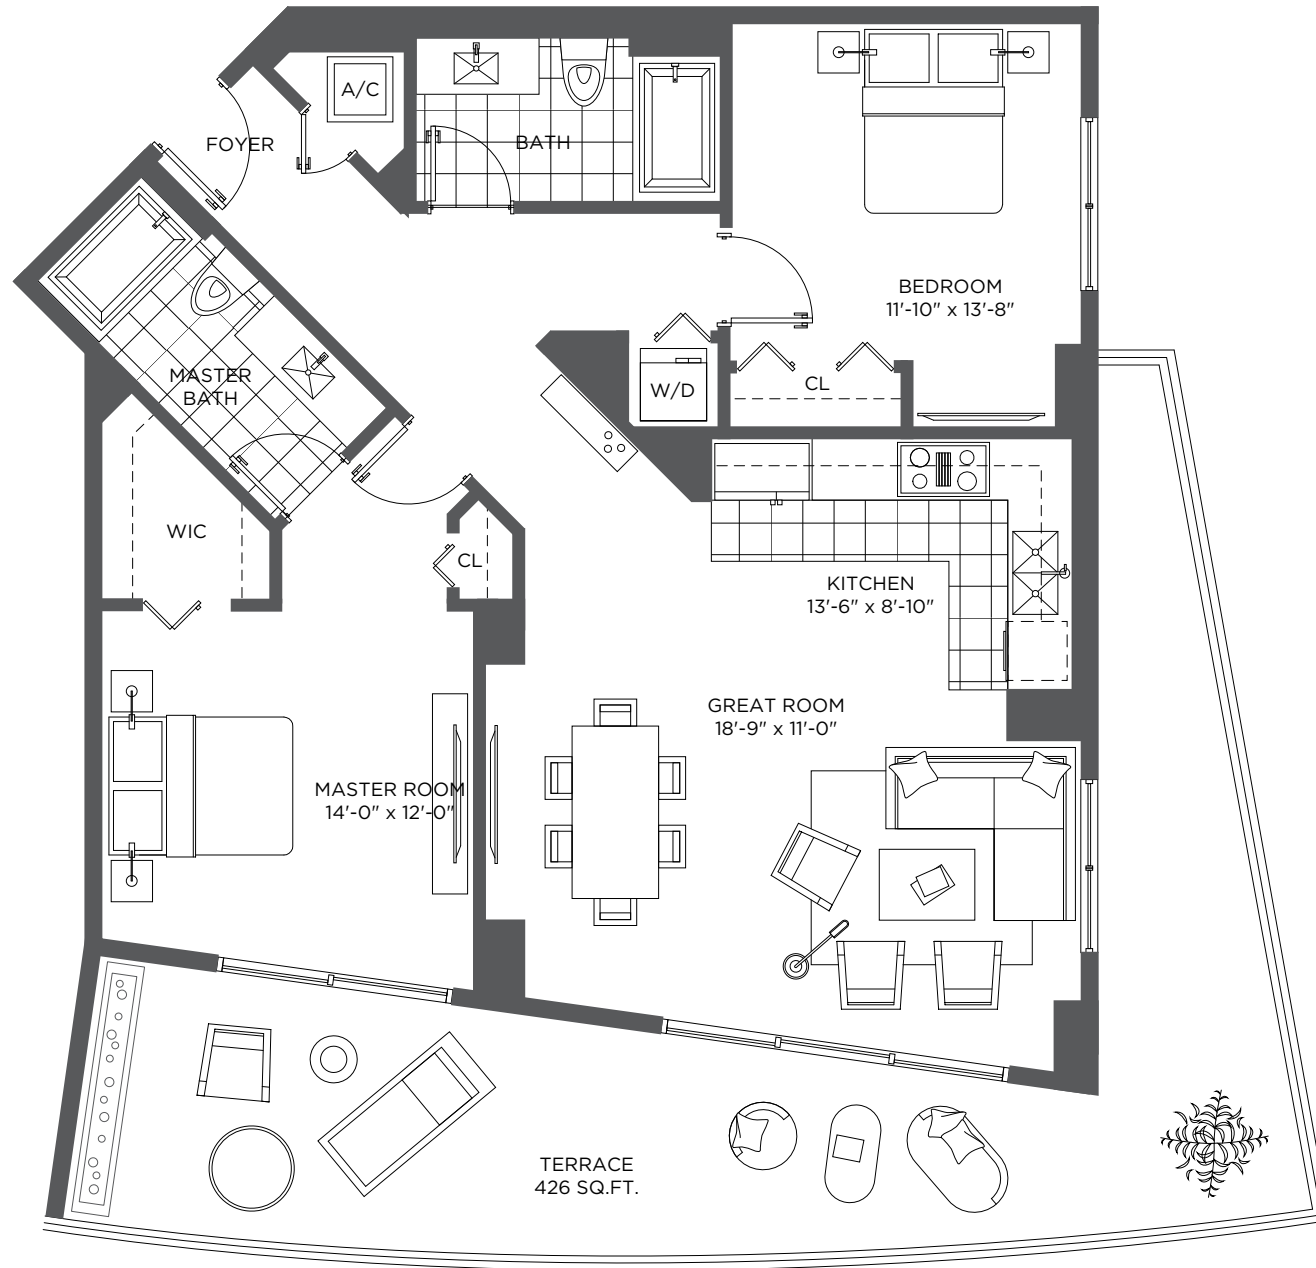 A/C
FOYER
BATH
BEDROOM
11'-10" x 13'-8"
MASTER
BATH
W/D
CL
WIC
CL
KITCHEN
13'-6" x 8'-10"
GREAT ROOM
18'-9" x 11'-0"
MASTER ROOM
14'-0" x 12'-0"
TERRACE
426 SQ.FT.